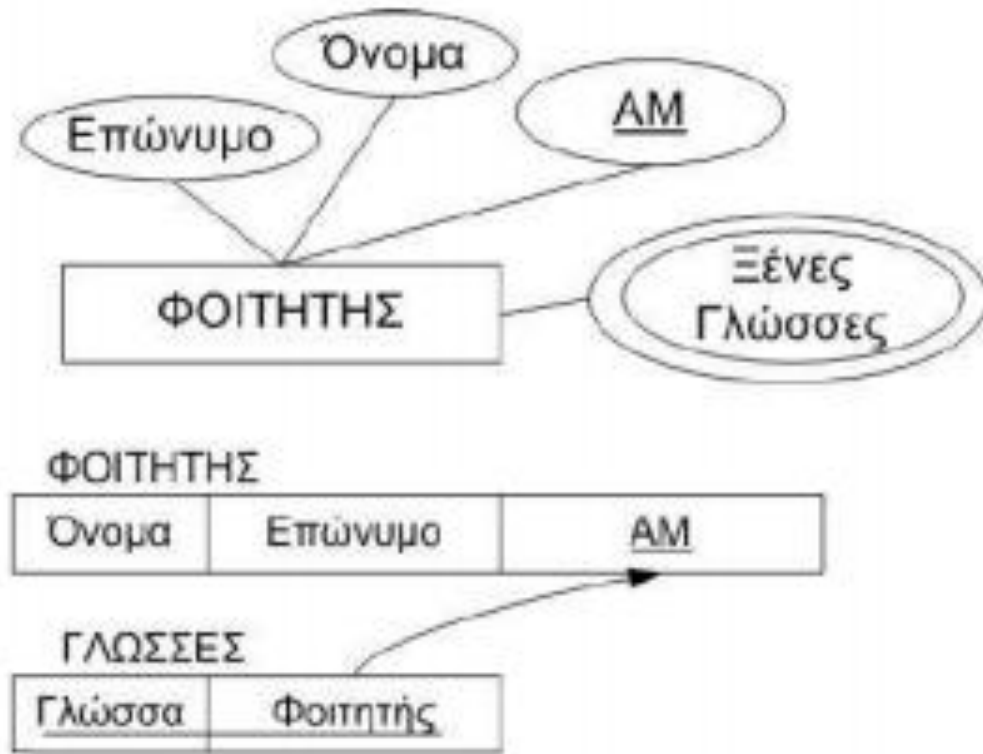 Όνομα
Επώνυμο
ΑΜ
Ξένες
Γλώσσες
ΦΟΙΤΗΤΗΣ
ΦΟΙΤΗΤΗΣ
Όνομα Επώνυμο ΑΜ
ΓΛΩΣΣΕΣ
Γλώσσα Φοιτητής